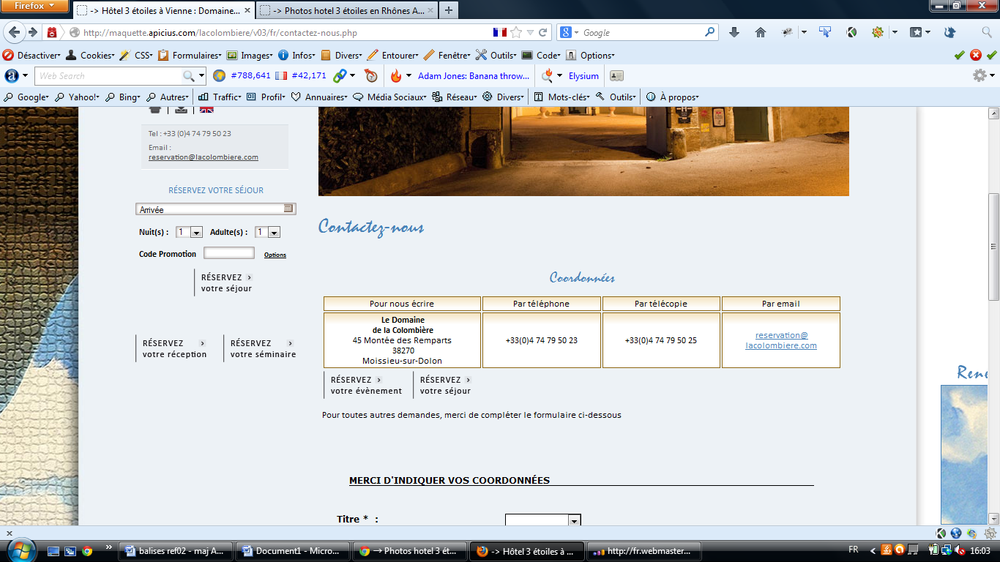 Firefox
-> Hôtel 3 étoiles à Vienne : Domaine...
-> Photos hotel 3 étoiles en Rhônes A...
http://maquette.apicius.com/lacolombiere/v03/fr/contactez-nous.php
Google
Désactiver Cookies CSS Formulaires Images Infos Divers Entourer Fenêtre Outils Code Options
Web Search #788,641 #42,171 Adam Jones: Banana throw... Elysium
Google Yahoo! Bing Autres Traffic Profil Annuaires Média Sociaux Réseau Divers Mots-clés Outils À propos
Tel : +33 (0)4 74 79 50 23
Email :
reservation@lacolombiere.com
RÉSERVEZ VOTRE SÉJOUR
Arrivée
Nuit(s) : 1 Adulte(s) : 1
Code Promotion Options
RÉSERVEZ >
votre séjour
RÉSERVEZ >
votre réception
RÉSERVEZ >
votre séminaire
Contactez-nous
Coordonnées
Pour nous écrire
Par téléphone
Par télécopie
Par email
Le Domaine
de la Colombière
45 Montée des Remparts
38270
Moissieu-sur-Dolon
+33(0)4 74 79 50 23
+33(0)4 74 79 50 25
reservation@
lacolombiere.com
RÉSERVEZ >
votre évènement
RÉSERVEZ >
votre séjour
Pour toutes autres demandes, merci de compléter le formulaire ci-dessous
MERCI D'INDIQUER VOS COORDONNÉES
Titre * :
Rene
x
balises ref02 - maj A...
Document1 - Micro...
→ Photos hotel 3 ét...
-> Hôtel 3 étoiles à ...
http://fr.webmaster...
FR
16:03